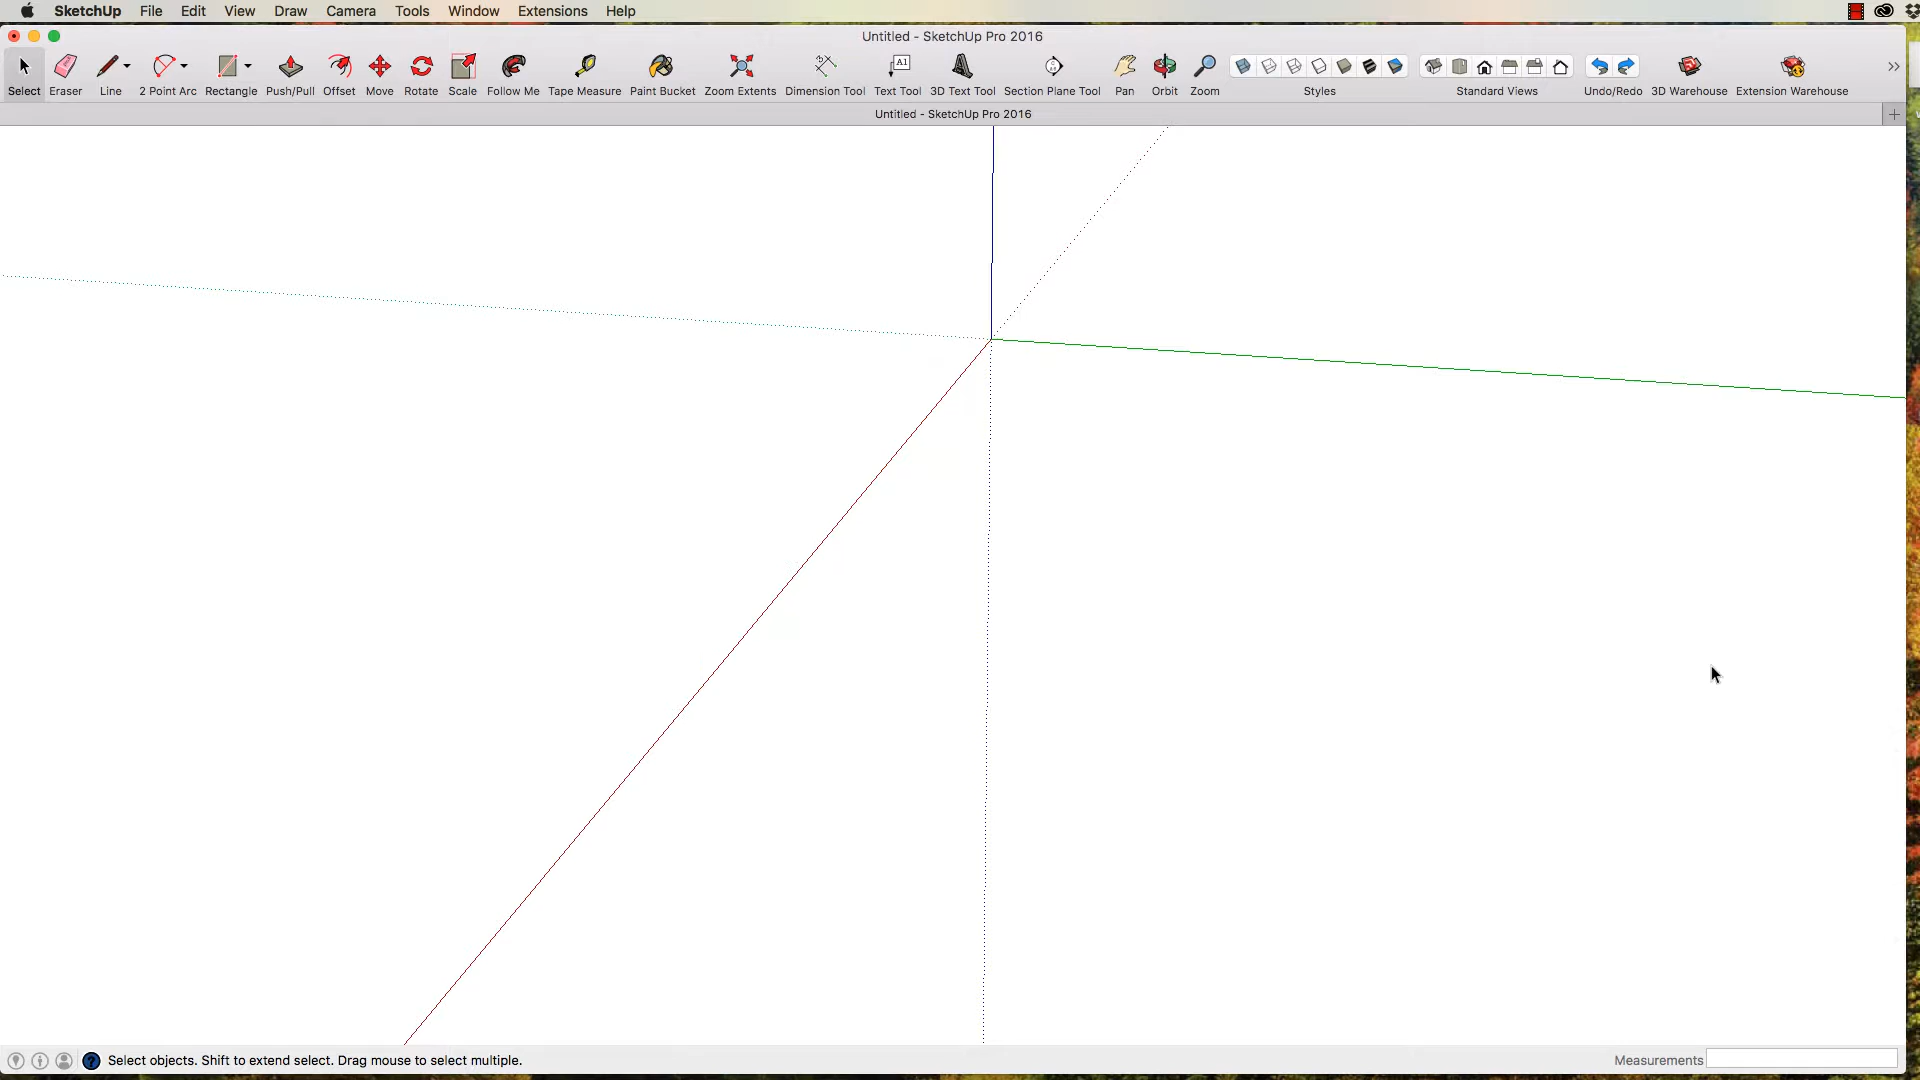 SketchUp File Edit View Draw Camera Tools Window Extensions Help
Untitled - SketchUp Pro 2016
A1
Select Eraser Line 2 Point Arc Rectangle Push/Pull Offset Move Rotate Scale Follow Me Tape Measure Paint Bucket Zoom Extents Dimension Tool Text Tool 3D Text Tool Section Plane Tool Pan Orbit Zoom Styles Standard Views Undo/Redo 3D Warehouse Extension Warehouse
Untitled - SketchUp Pro 2016
? Select objects. Shift to extend select. Drag mouse to select multiple. Measurements